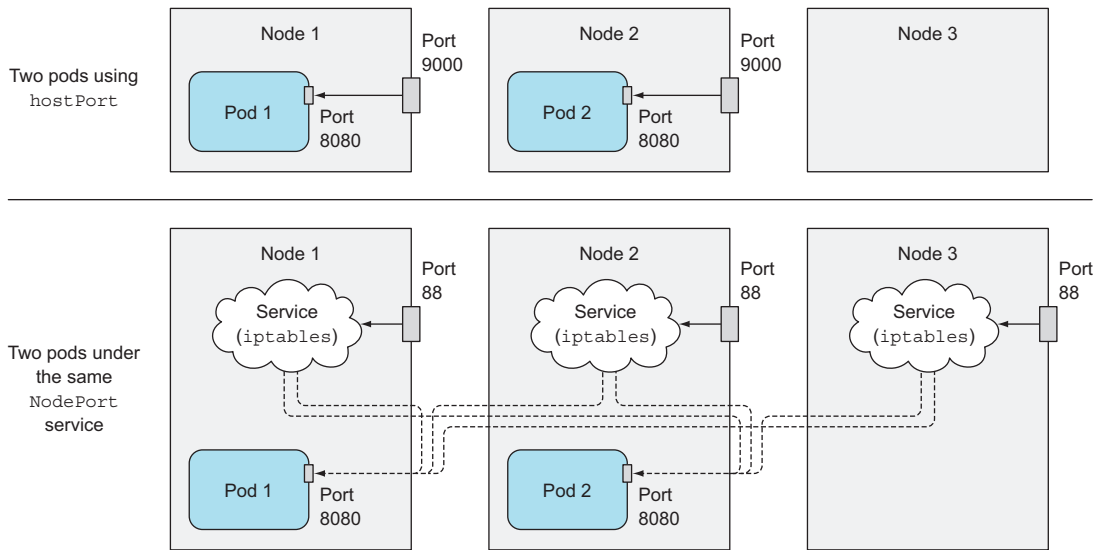 Two pods using
hostPort
Node 1
Pod 1
Port
8080
Port
9000
Node 2
Pod 2
Port
8080
Port
9000
Node 3
Two pods under
the same
NodePort
service
Node 1
Service
(iptables)
Port
88
Pod 1
Port
8080
Node 2
Service
(iptables)
Port
88
Pod 2
Port
8080
Node 3
Service
(iptables)
Port
88